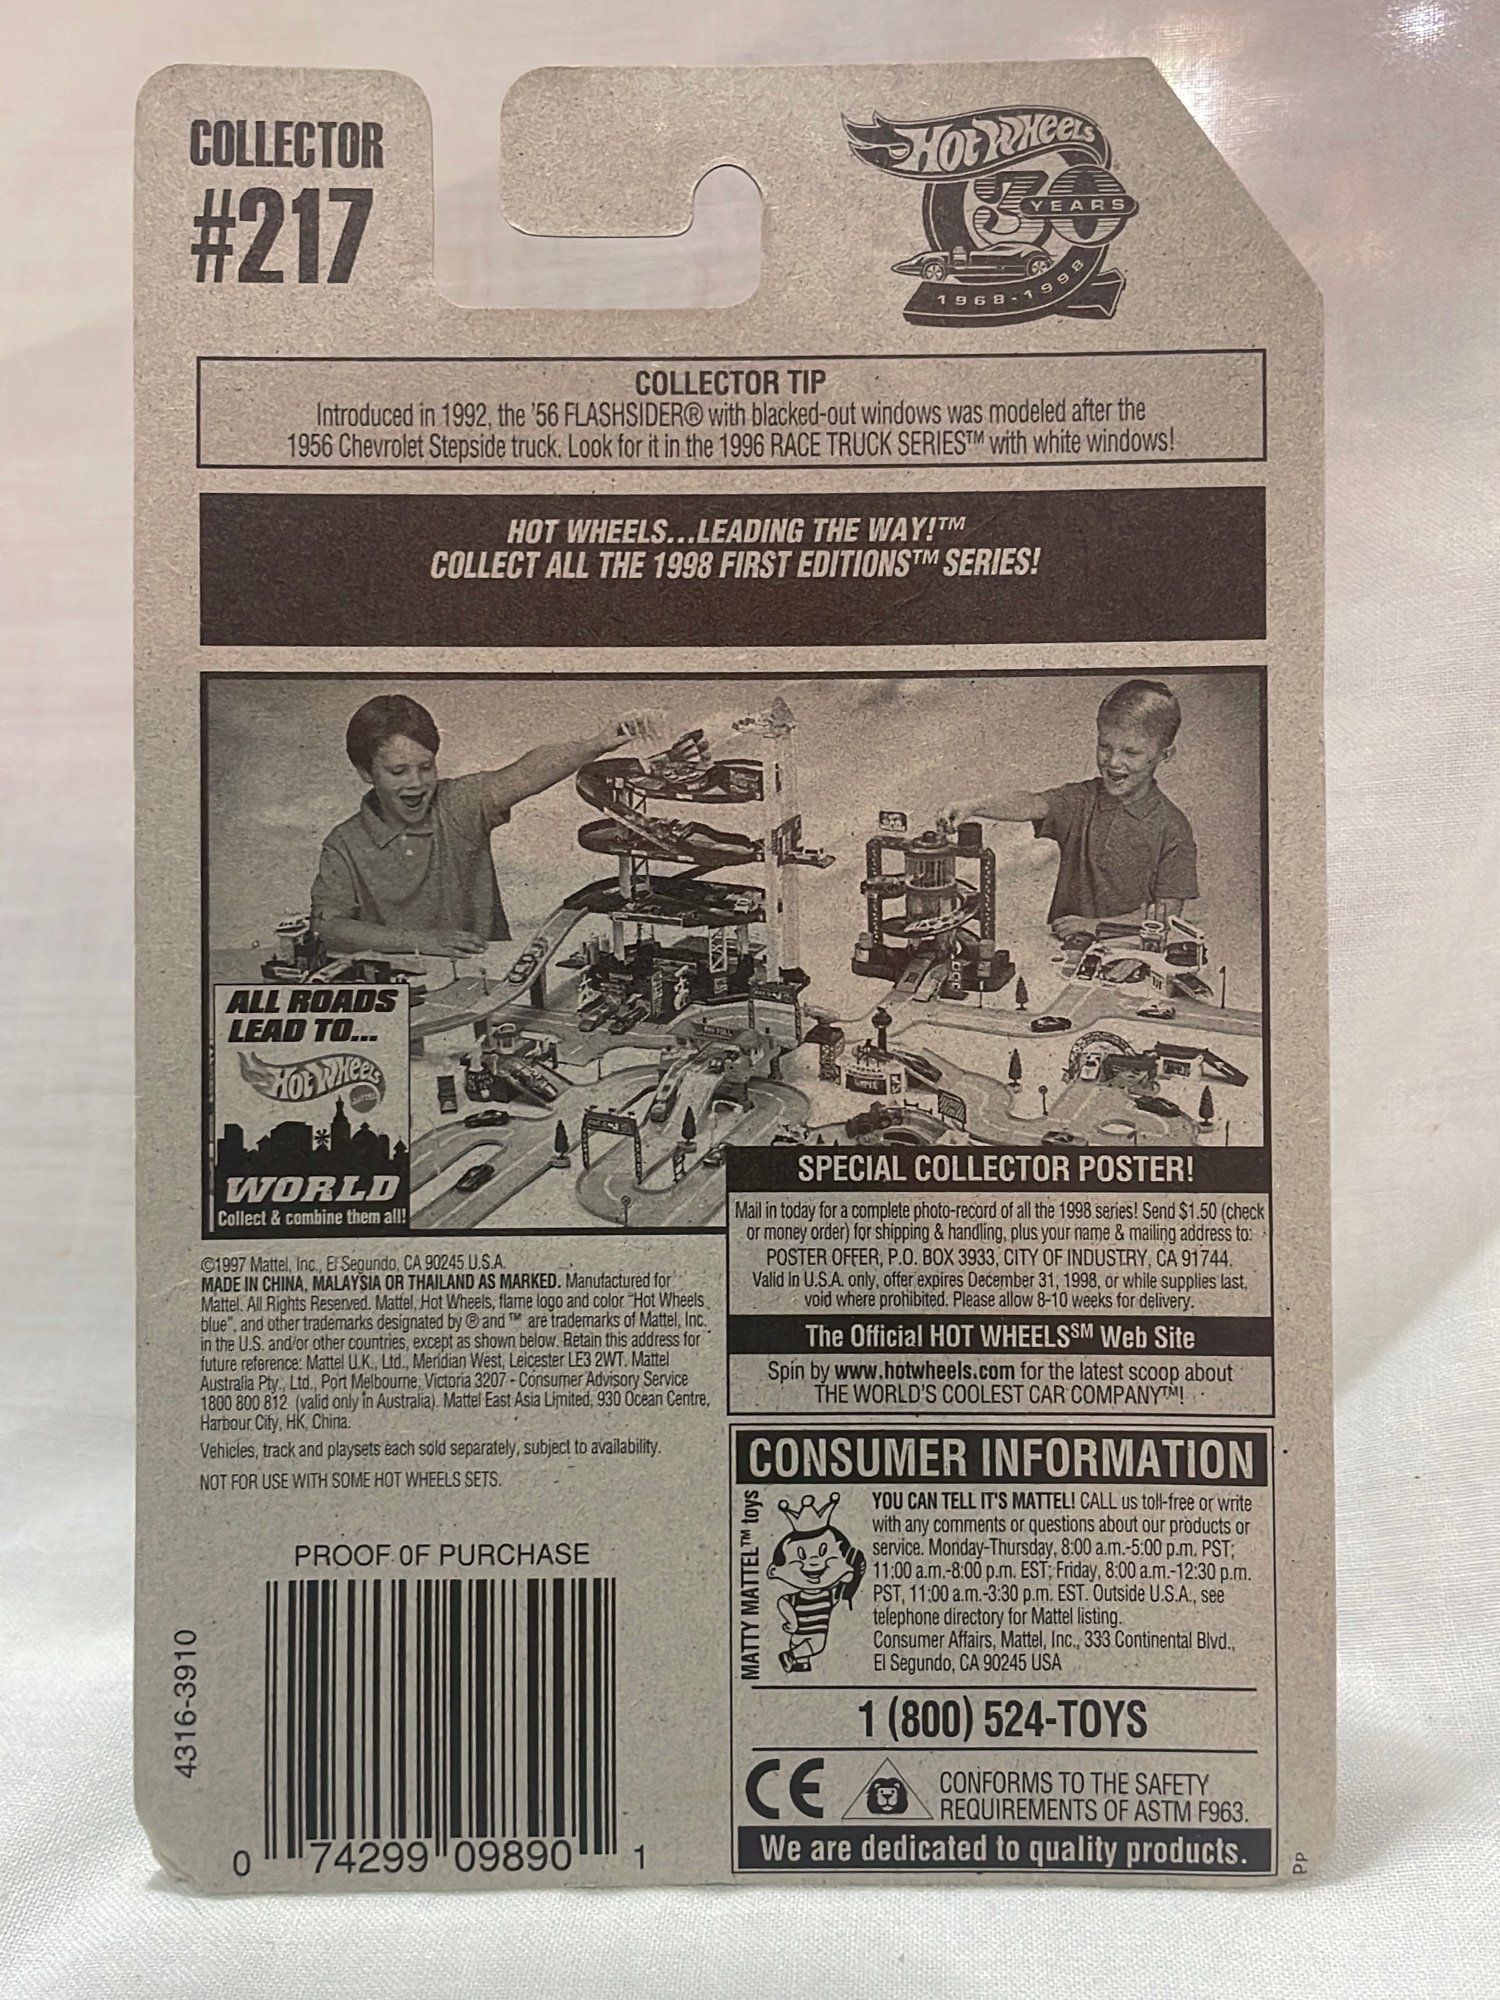 COLLECTOR
#217
Hot Wheels
30
YEARS
1968-1998
COLLECTOR TIP
Introduced in 1992, the '56 FLASHSIDER® with blacked-out windows was modeled after the
1956 Chevrolet Stepside truck. Look for it in the 1996 RACE TRUCK SERIES™ with white windows!
HOT WHEELS...LEADING THE WAY!™
COLLECT ALL THE 1998 FIRST EDITIONS™ SERIES!
ALL ROADS
LEAD TO...
Hot Wheels
WORLD
Collect & combine them all!
SPECIAL COLLECTOR POSTER!
Mail in today for a complete photo-record of all the 1998 series! Send $1.50 (check
or money order) for shipping & handling, plus your name & mailing address to:
POSTER OFFER, P.O. BOX 3933, CITY OF INDUSTRY, CA 91744.
Valid in U.S.A. only, offer expires December 31, 1998, or while supplies last,
void where prohibited. Please allow 8-10 weeks for delivery.
The Official HOT WHEELS℠ Web Site
Spin by www.hotwheels.com for the latest scoop about
THE WORLD'S COOLEST CAR COMPANY™!
©1997 Mattel, Inc., El Segundo, CA 90245 U.S.A.
MADE IN CHINA, MALAYSIA OR THAILAND AS MARKED. Manufactured for
Mattel. All Rights Reserved. Mattel, Hot Wheels, flame logo and color "Hot Wheels
blue", and other trademarks designated by ® and ™ are trademarks of Mattel, Inc.
in the U.S. and/or other countries, except as shown below. Retain this address for
future reference: Mattel U.K., Ltd., Meridian West, Leicester LE3 2WT. Mattel
Australia Pty., Ltd., Port Melbourne, Victoria 3207 - Consumer Advisory Service
1800 800 812 (valid only in Australia). Mattel East Asia Limited, 930 Ocean Centre,
Harbour City, HK, China.
Vehicles, track and playsets each sold separately, subject to availability.
NOT FOR USE WITH SOME HOT WHEELS SETS.
CONSUMER INFORMATION
MATTY MATTEL™ toys
YOU CAN TELL IT'S MATTEL! CALL us toll-free or write
with any comments or questions about our products or
service. Monday-Thursday, 8:00 a.m.-5:00 p.m. PST;
11:00 a.m.-8:00 p.m. EST; Friday, 8:00 a.m.-12:30 p.m.
PST, 11:00 a.m.-3:30 p.m. EST. Outside U.S.A., see
telephone directory for Mattel listing.
Consumer Affairs, Mattel, Inc., 333 Continental Blvd.,
El Segundo, CA 90245 USA
1 (800) 524-TOYS
CE
CONFORMS TO THE SAFETY
REQUIREMENTS OF ASTM F963.
We are dedicated to quality products.
PP
PROOF OF PURCHASE
4316-3910
0 74299 09890 1